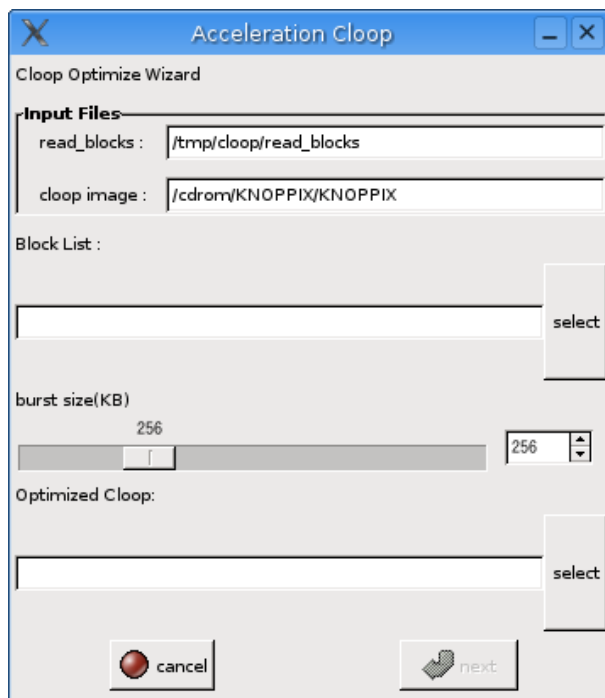 Acceleration Cloop
Cloop Optimize Wizard
Input Files
read_blocks : /tmp/cloop/read_blocks
cloop image : /cdrom/KNOPPIX/KNOPPIX
Block List :
select
burst size(KB)
256
256
Optimized Cloop:
select
cancel next